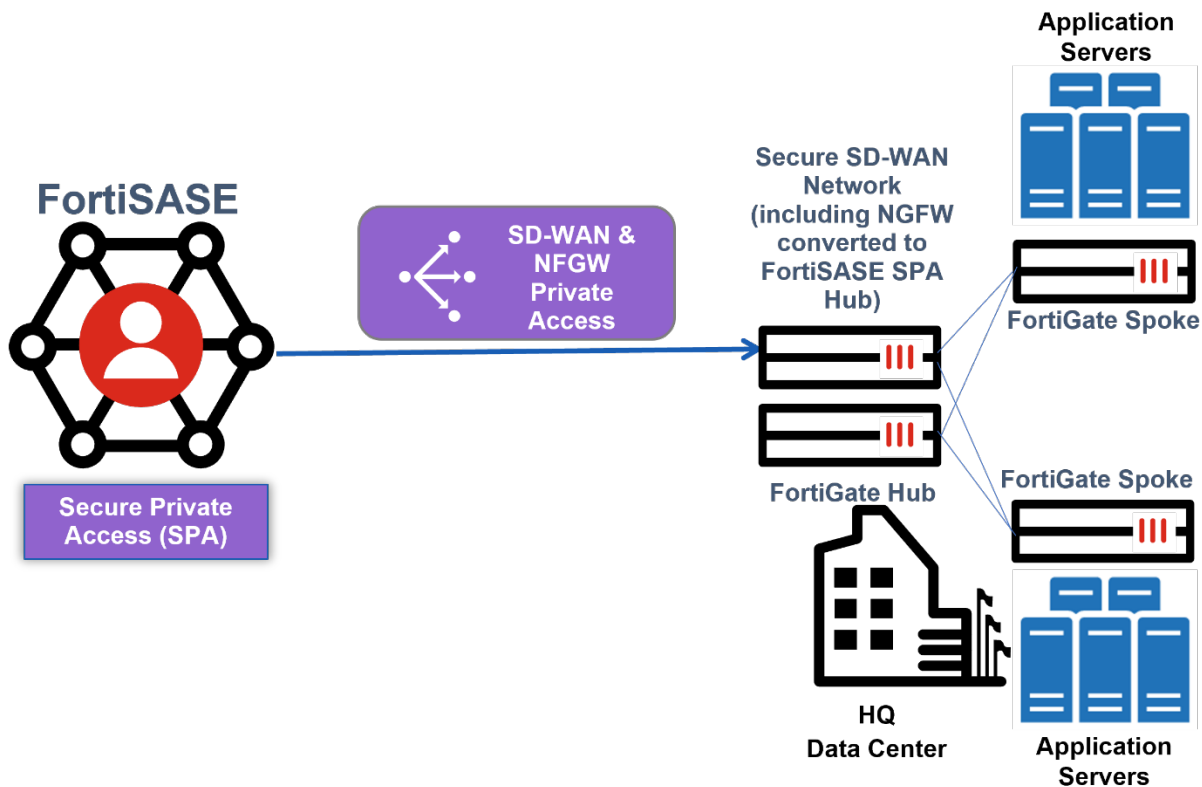 FortiSASE
Secure Private
Access (SPA)
SD-WAN &
NFGW
Private
Access
Secure SD-WAN
Network
(including NGFW
converted to
FortiSASE SPA
Hub)
FortiGate Hub
HQ
Data Center
Application
Servers
FortiGate Spoke
FortiGate Spoke
Application
Servers